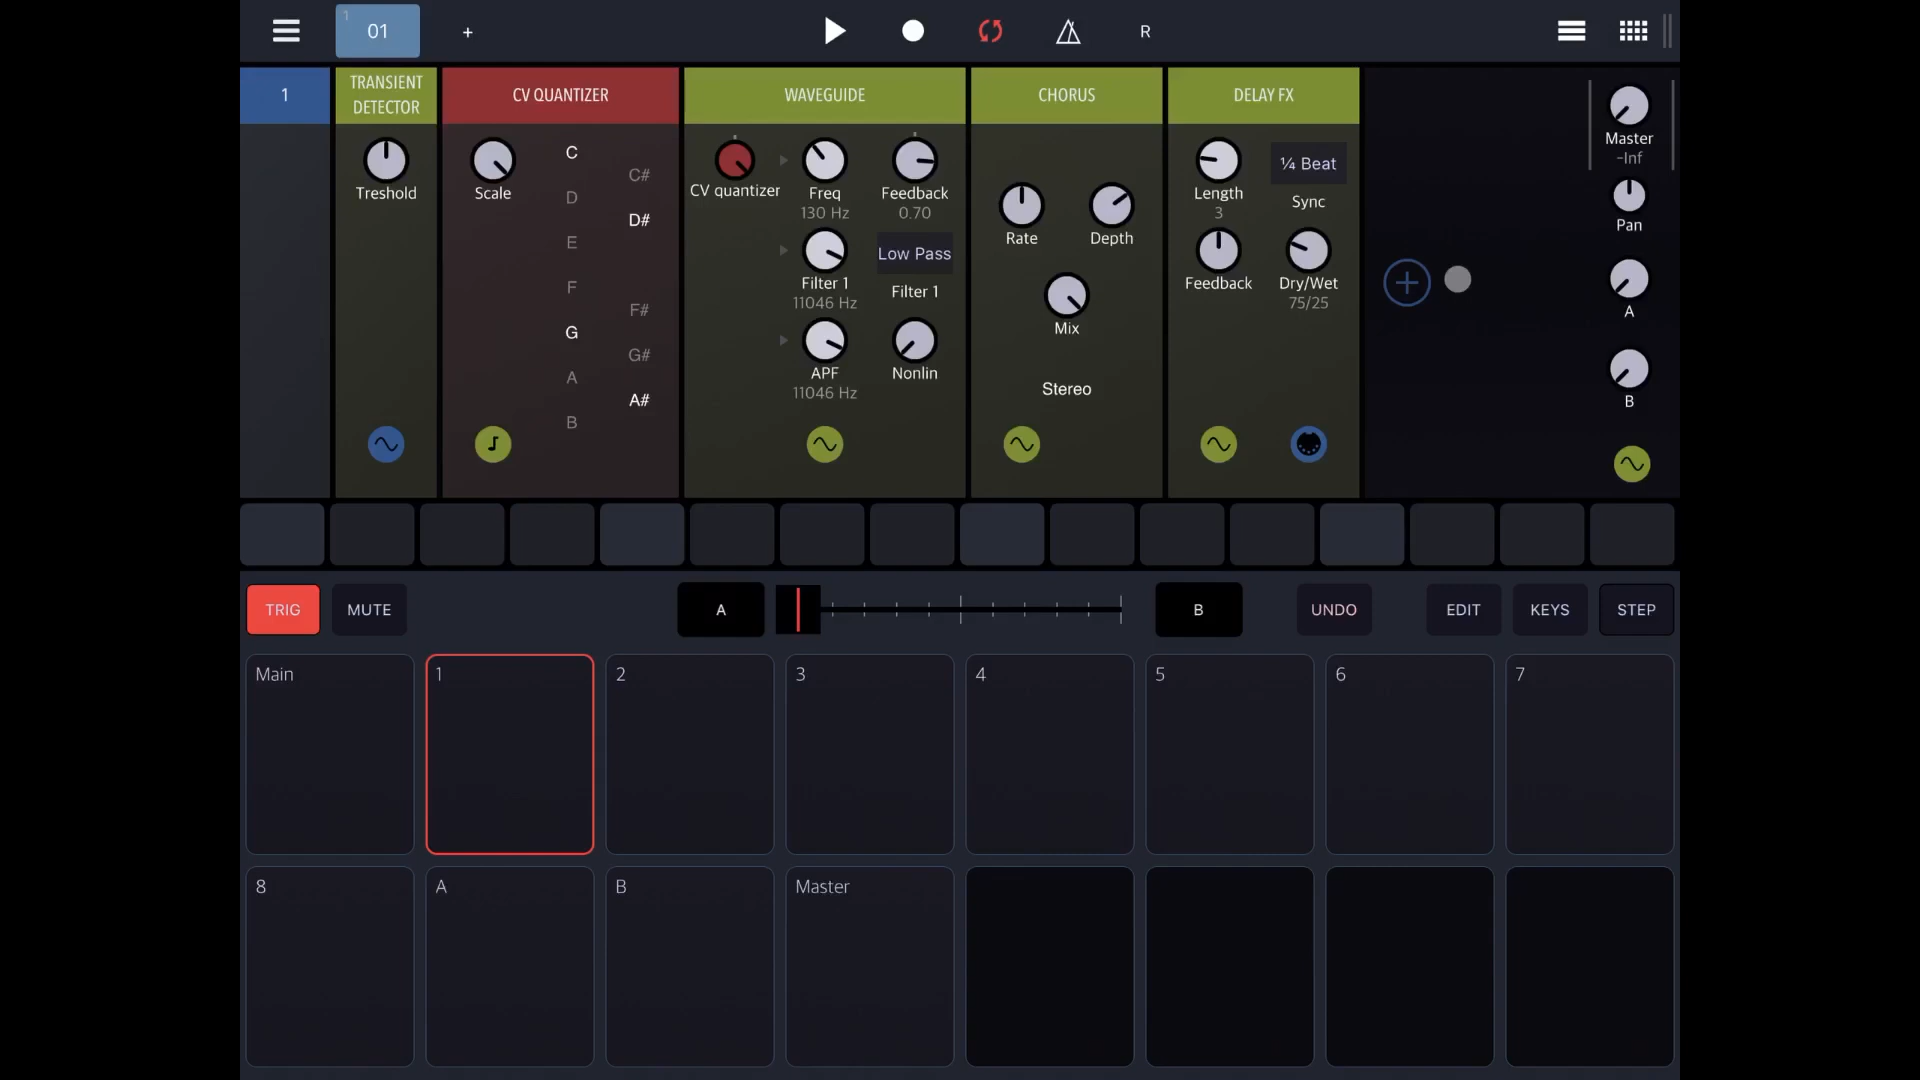 1
01
+
R
1
TRANSIENT
DETECTOR
CV QUANTIZER
WAVEGUIDE
CHORUS
DELAY FX
Treshold
Scale
C
C#
D
D#
E
F
F#
G
G#
A
A#
B
CV quantizer
Freq
130 Hz
Feedback
0.70
Filter 1
11046 Hz
Low Pass
Filter 1
APF
11046 Hz
Nonlin
Rate
Depth
Mix
Stereo
Length
3
¼ Beat
Sync
Feedback
Dry/Wet
75/25
Master
-Inf
Pan
A
B
TRIG
MUTE
A
B
UNDO
EDIT
KEYS
STEP
Main
1
2
3
4
5
6
7
8
A
B
Master